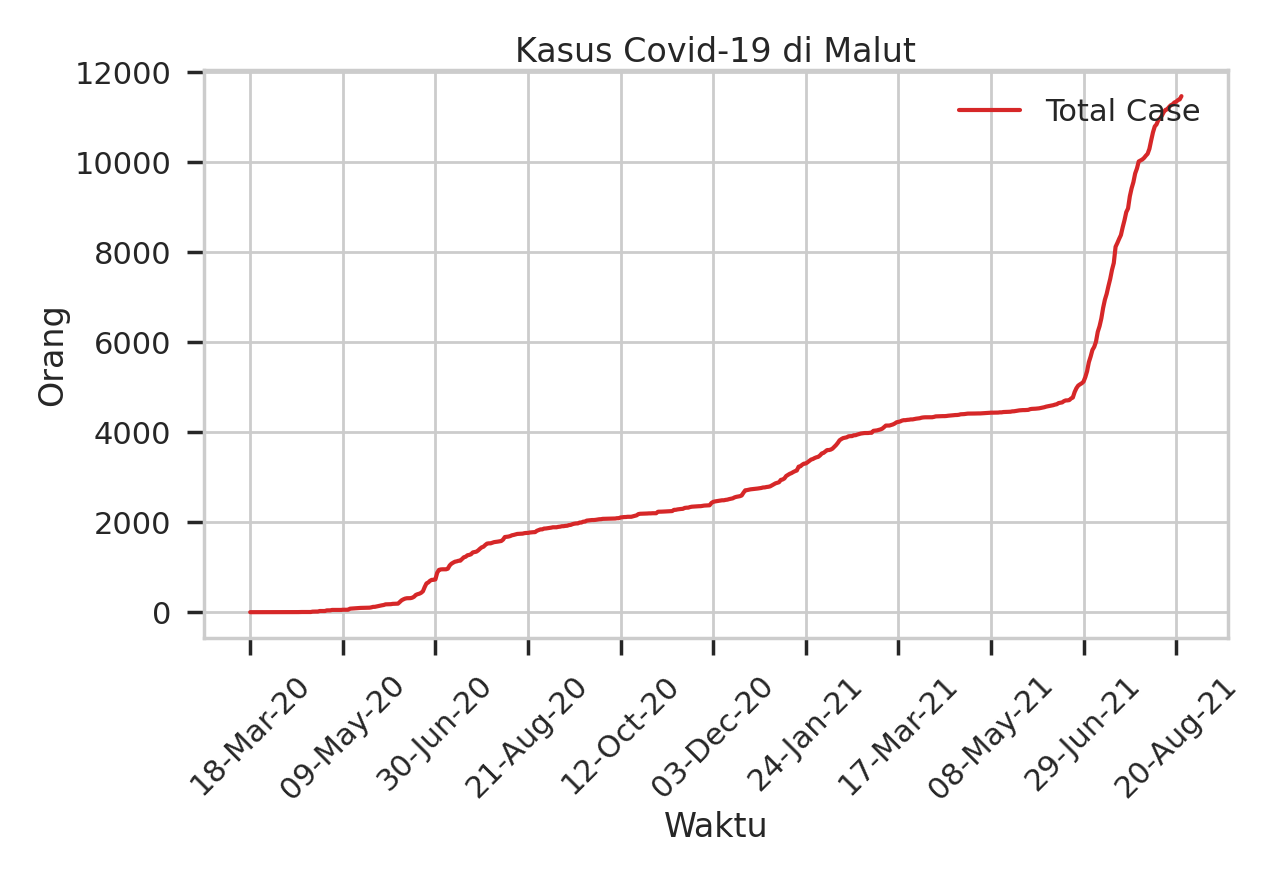 Kasus Covid-19 di Malut
Total Case
Orang
12000
10000
8000
6000
4000
2000
0
18-Mar-20
09-May-20
30-Jun-20
21-Aug-20
12-Oct-20
03-Dec-20
24-Jan-21
17-Mar-21
08-May-21
29-Jun-21
20-Aug-21
Waktu